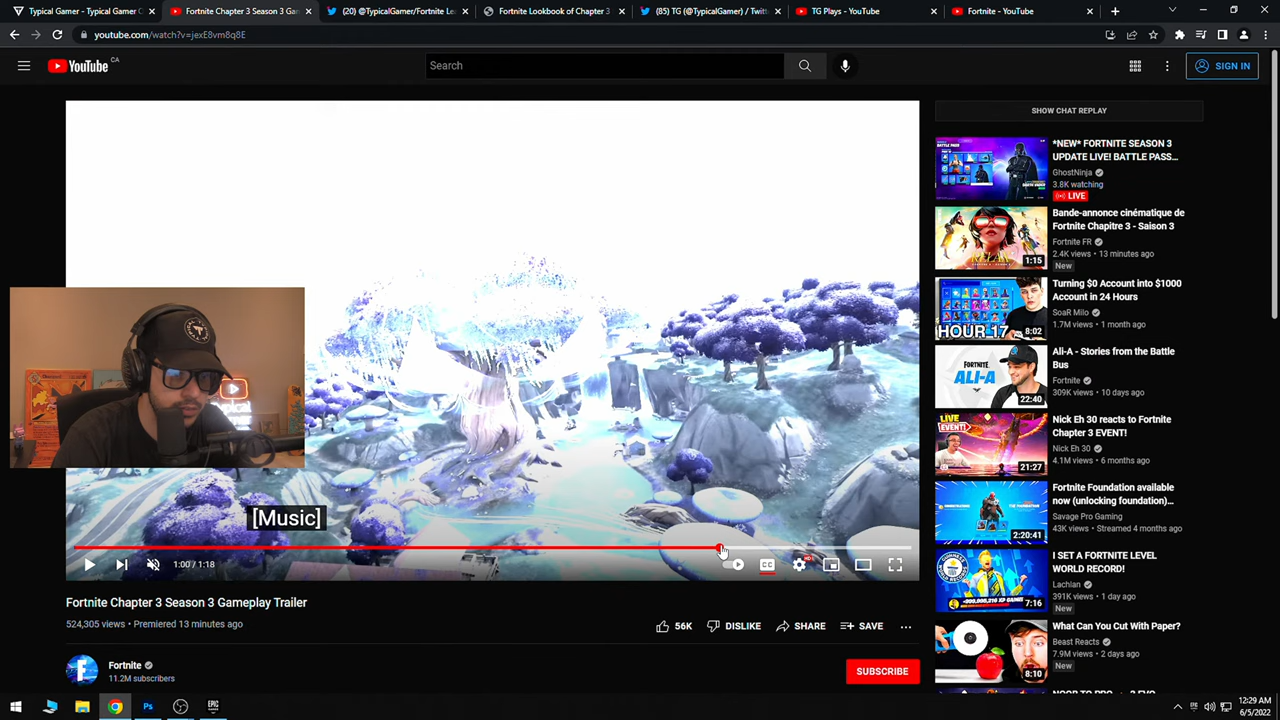 Typical Gamer - Typical Gamer C
Fortnite Chapter 3 Season 3 Gam
(20) @TypicalGamer/Fortnite Le
Fortnite Lookbook of Chapter
(85) TG (@TypicalGamer) / Twitt
TG Plays - YouTube
Fortnite - YouTube
youtube.com/watch?v=jexE8vm8q8E
YouTube CA
Search
SIGN IN
SHOW CHAT REPLAY
*NEW* FORTNITE SEASON 3
UPDATE LIVE! BATTLE PASS...
GhostNinja
3.8K watching
LIVE
BATTLE PASS
RELAX
1:15
Bande-annonce cinématique de
Fortnite Chapitre 3 - Saison 3
Fortnite FR
2.4K views • 13 minutes ago
New
HOUR 17
8:02
Turning $0 Account into $1000
Account in 24 Hours
SoaR Milo
1.7M views • 1 month ago
FORTNITE
ALI-A
22:40
Ali-A - Stories from the Battle
Bus
Fortnite
309K views • 10 days ago
LIVE
EVENT!
21:27
Nick Eh 30 reacts to Fortnite
Chapter 3 EVENT!
Nick Eh 30
4.1M views • 6 months ago
2:20:41
Fortnite Foundation available
now (unlocking foundation)...
Savage Pro Gaming
43K views • Streamed 4 months ago
7:16
I SET A FORTNITE LEVEL
WORLD RECORD!
Lachlan
391K views • 1 day ago
New
8:10
What Can You Cut With Paper?
Beast Reacts
7.9M views • 2 days ago
New
[Music]
1:00 / 1:18
CC
HD
Fortnite Chapter 3 Season 3 Gameplay Trailer
524,305 views • Premiered 13 minutes ago
56K
DISLIKE
SHARE
SAVE
Fortnite
11.2M subscribers
SUBSCRIBE
Ps
EPIC
12:29 AM
6/5/2022